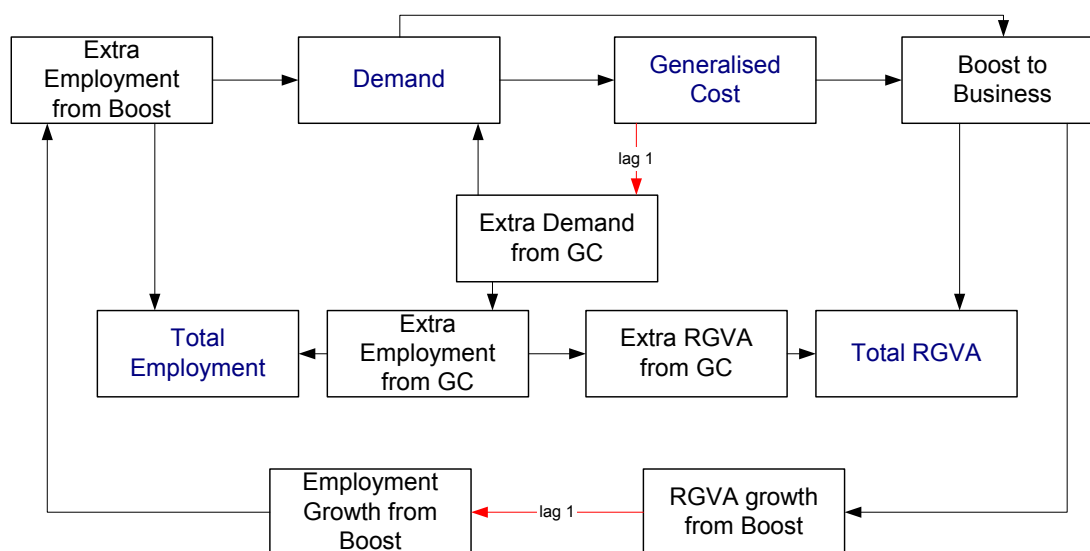 Extra
Employment
from Boost
Demand
Generalised
Cost
Boost to
Business
lag 1
Extra Demand
from GC
Total
Employment
Extra
Employment
from GC
Extra RGVA
from GC
Total RGVA
Employment
Growth from
Boost
lag 1
RGVA growth
from Boost